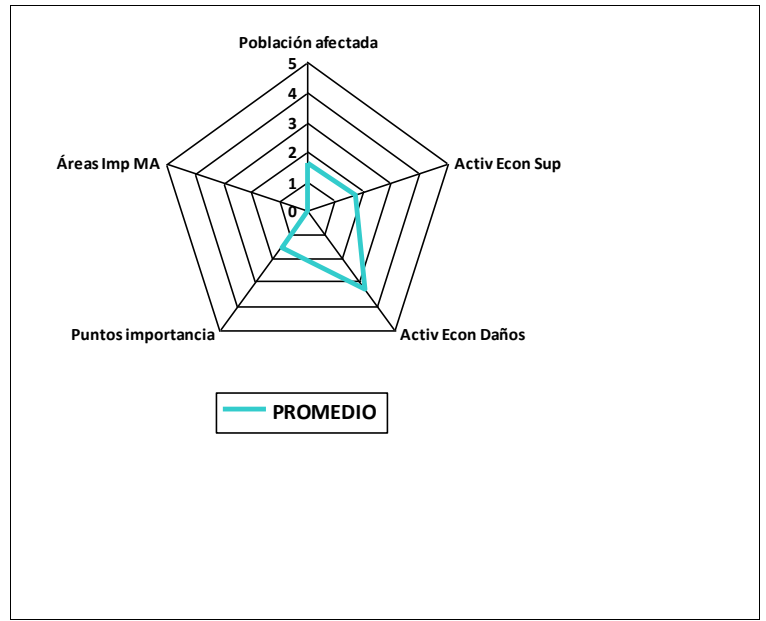 Población afectada
5
4
3
2
1
0
Áreas Imp MA
Activ Econ Sup
Puntos importancia
Activ Econ Daños
PROMEDIO